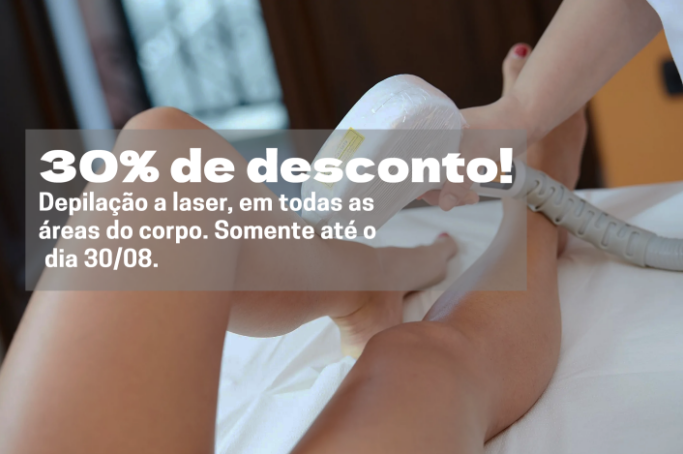 30% de desconto!
Depilação a laser, em todas as
áreas do corpo. Somente até o
dia 30/08.